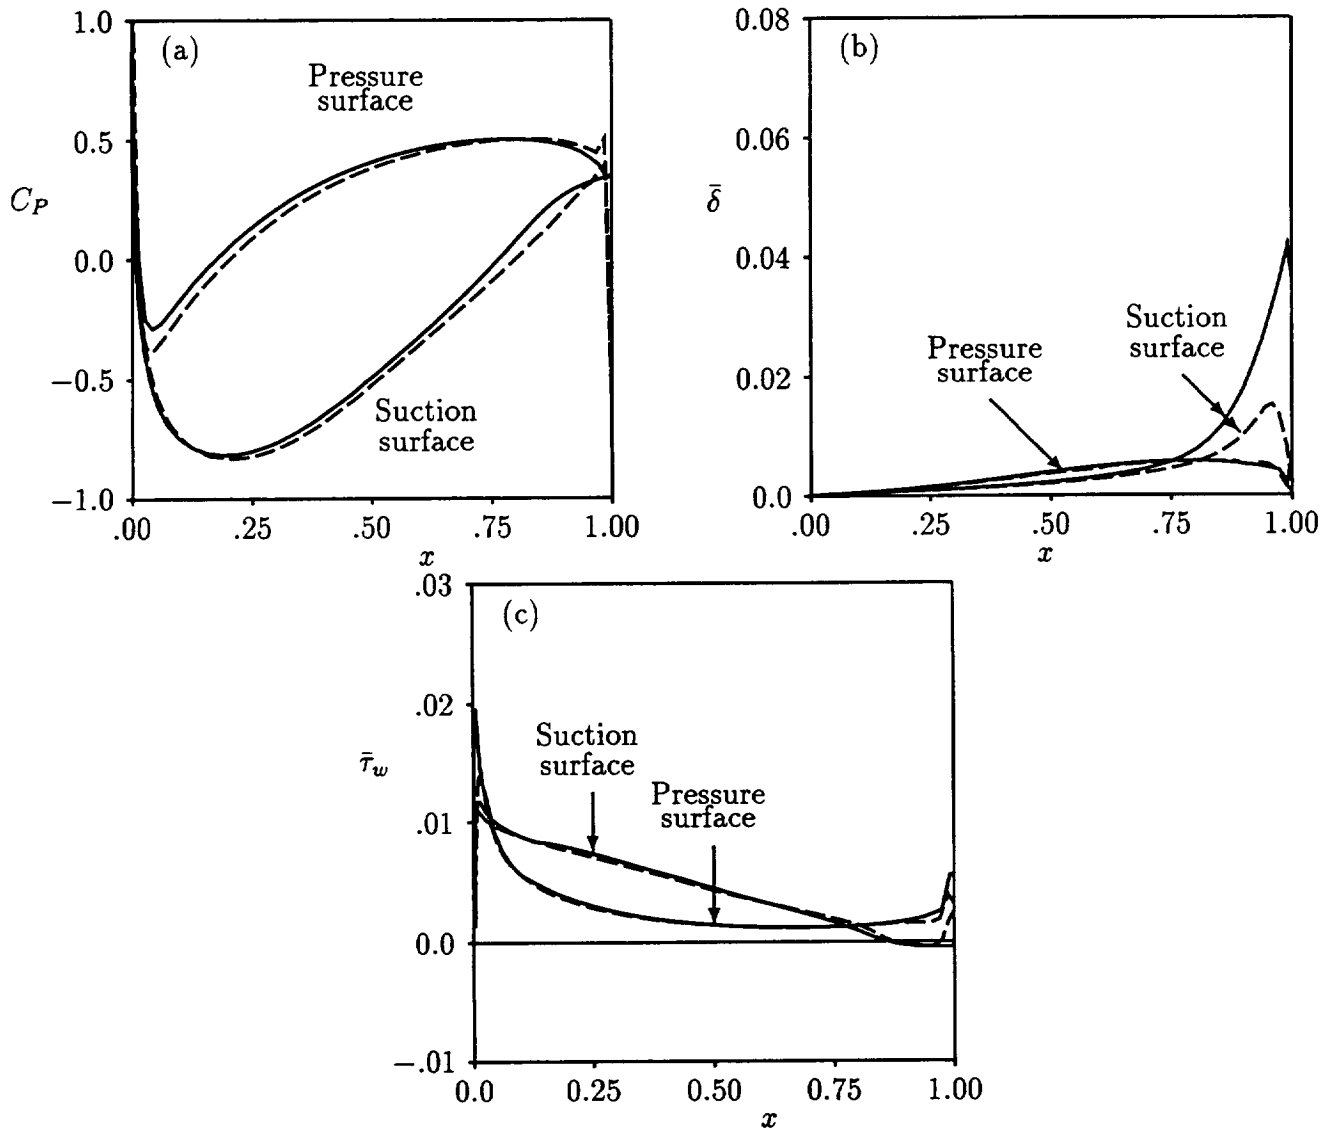 (a)
Pressure
surface
Suction
surface
C_P
1.0
0.5
0.0
−0.5
−1.0
.00 .25 .50 .75 1.00
x
(b)
Suction
surface
Pressure
surface
δ̄
0.08
0.06
0.04
0.02
0.0
.00 .25 .50 .75 1.00
x
(c)
Suction
surface
Pressure
surface
τ̄_w
.03
.02
.01
0.0
−.01
0.0 0.25 0.50 0.75 1.00
x